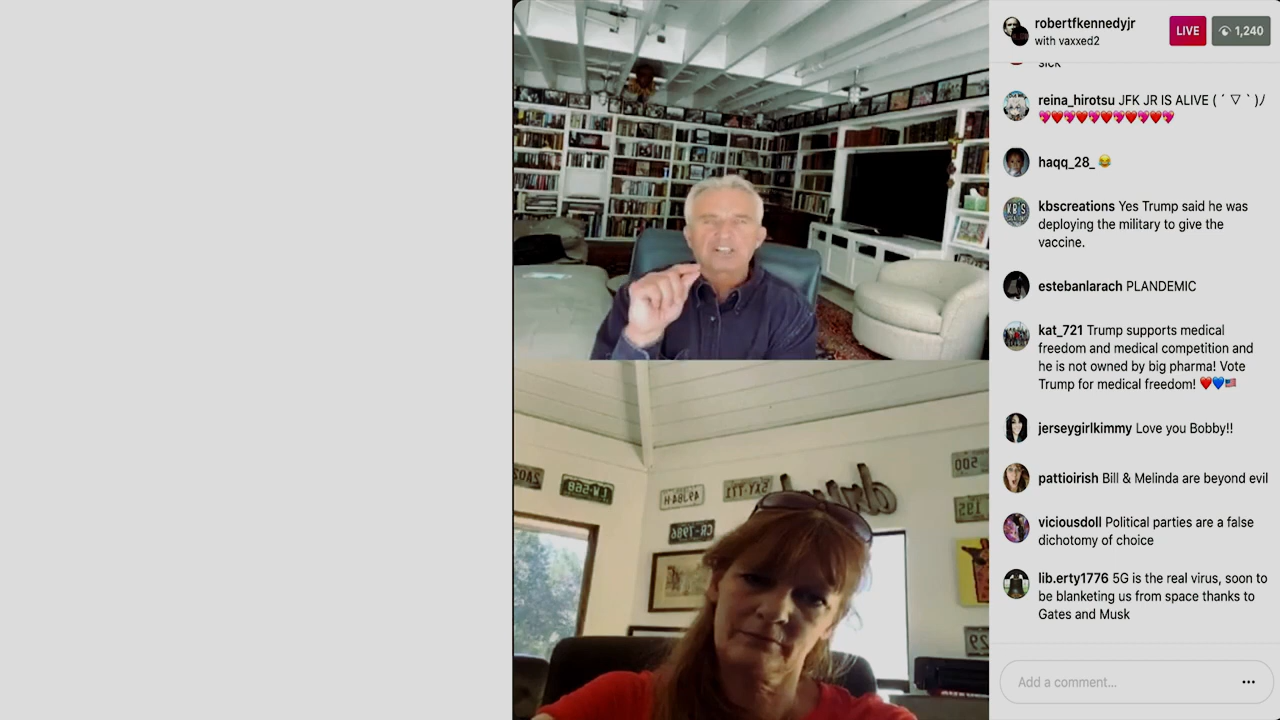 robertfkennedyjr
with vaxxed2
LIVE
1,240
sick
reina_hirotsu JFK JR IS ALIVE ( ´ ▽ ` )ﾉ
💖❤️💖❤️💖❤️💖❤️💖❤️💖
haqq_28_ 😂
kbscreations Yes Trump said he was
deploying the military to give the
vaccine.
estebanlarach PLANDEMIC
kat_721 Trump supports medical
freedom and medical competition and
he is not owned by big pharma! Vote
Trump for medical freedom! ❤️💙🇺🇸
jerseygirlkimmy Love you Bobby!!
pattioirish Bill & Melinda are beyond evil
viciousdoll Political parties are a false
dichotomy of choice
lib.erty1776 5G is the real virus, soon to
be blanketing us from space thanks to
Gates and Musk
Add a comment...